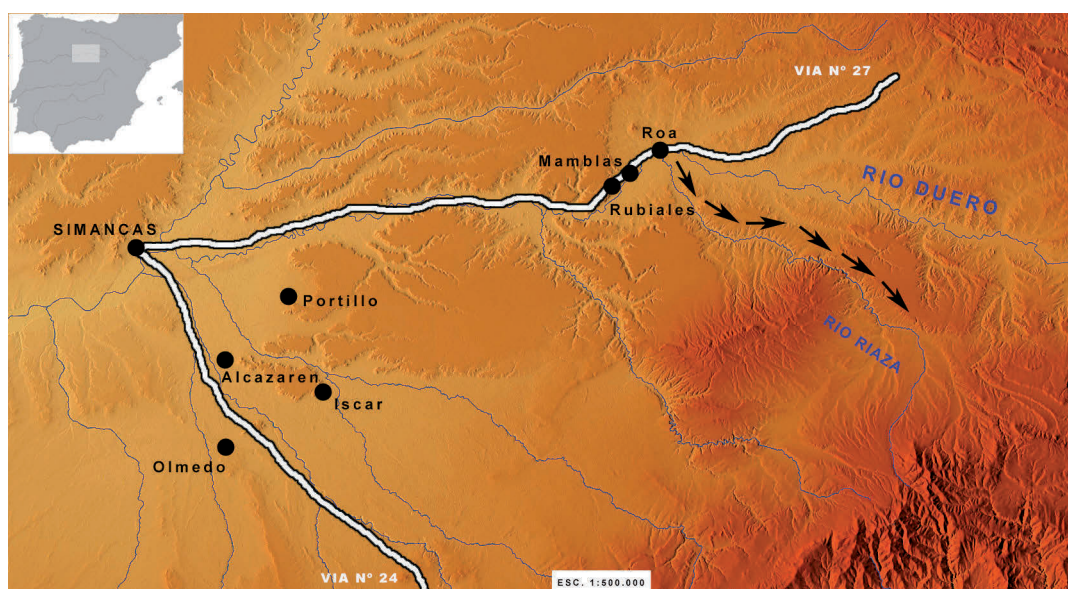 VIA Nº 27
Roa
Mamblas
RIO DUERO
Rubiales
SIMANCAS
Portillo
RIO RIAZA
Alcazaren
Iscar
Olmedo
VIA Nº 24
ESC. 1:500.000